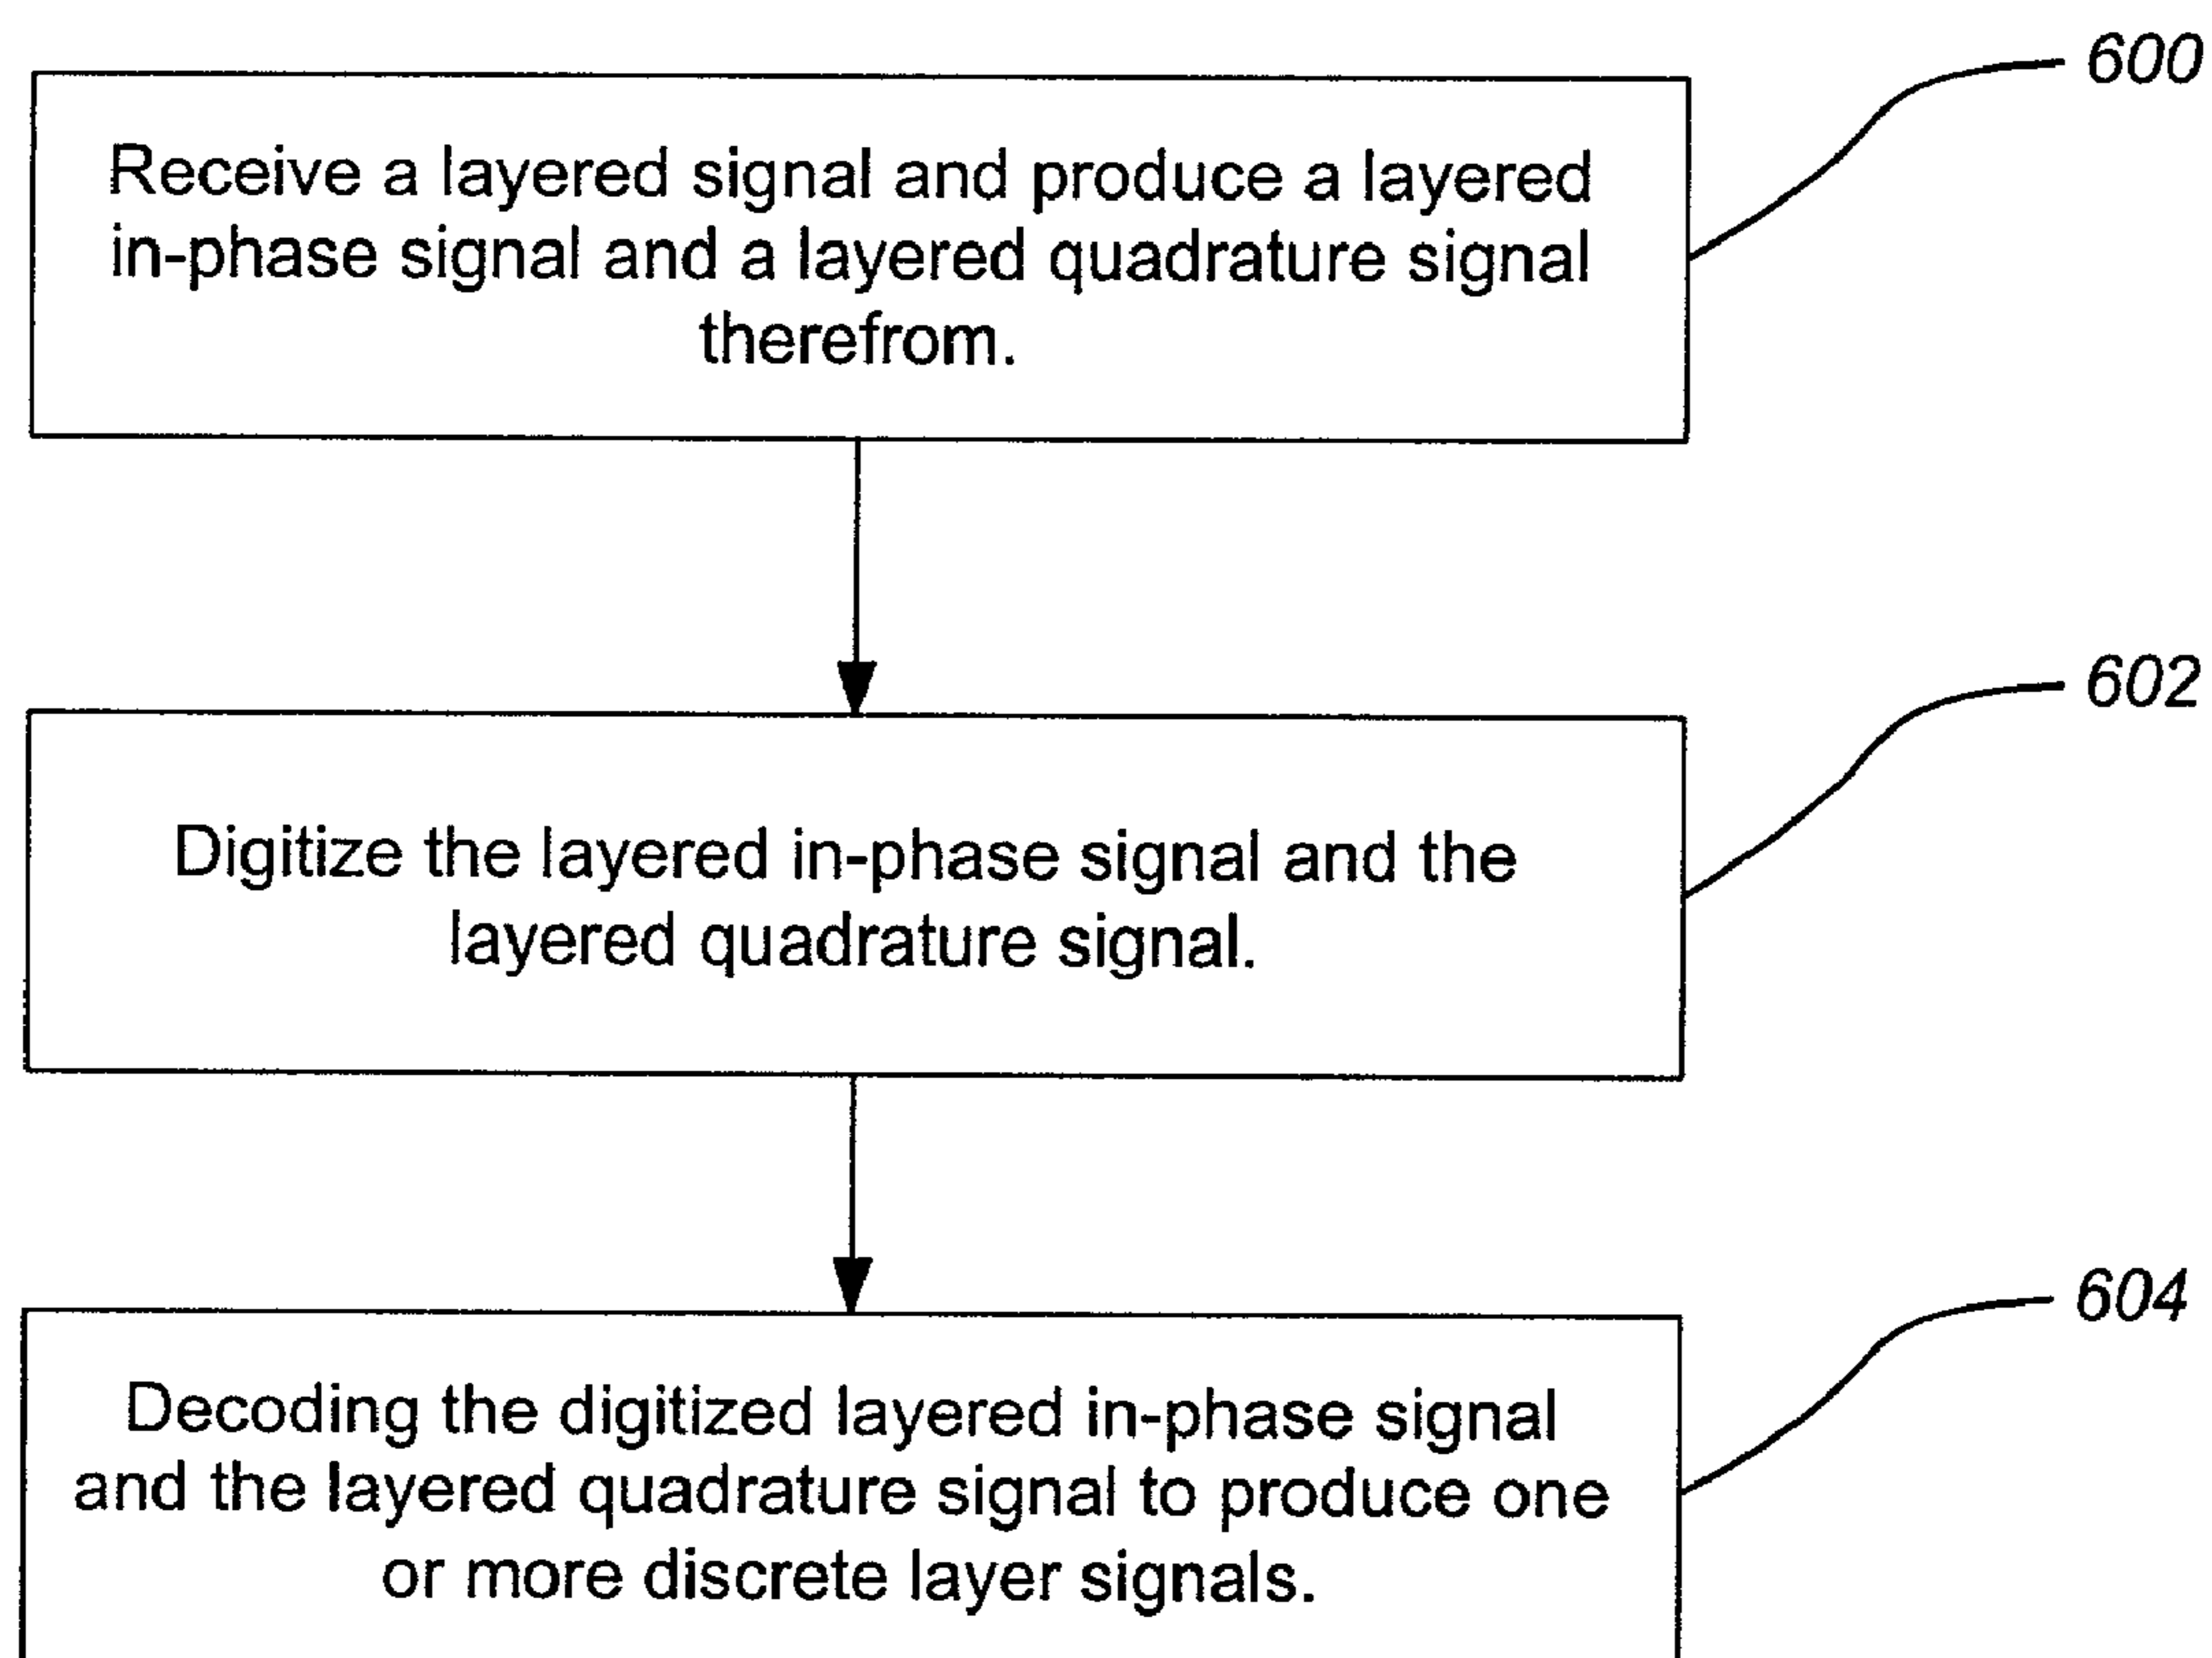 600
Receive a layered signal and produce a layered
in-phase signal and a layered quadrature signal
therefrom.
602
Digitize the layered in-phase signal and the
layered quadrature signal.
604
Decoding the digitized layered in-phase signal
and the layered quadrature signal to produce one
or more discrete layer signals.